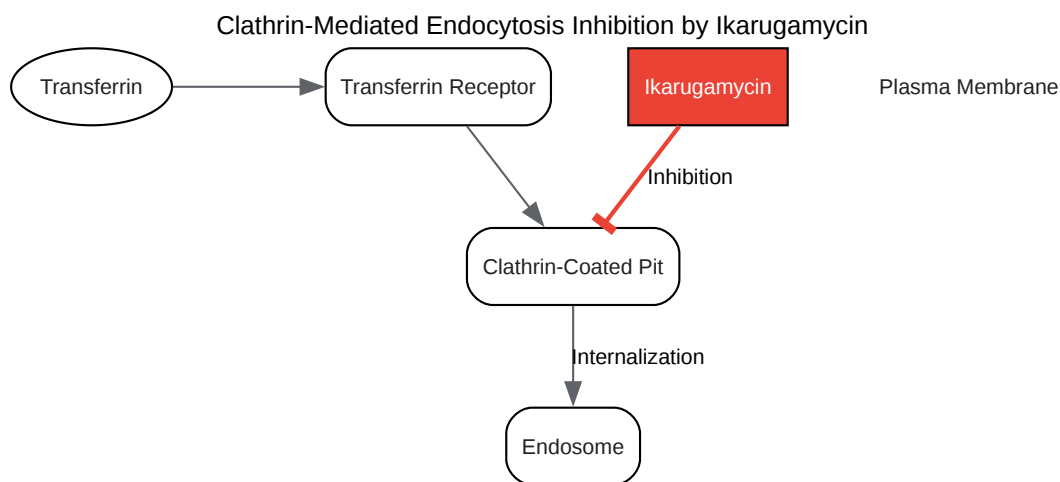 Clathrin-Mediated Endocytosis Inhibition by Ikarugamycin
Transferrin
Transferrin Receptor
Ikarugamycin
Plasma Membrane
Inhibition
Clathrin-Coated Pit
Internalization
Endosome